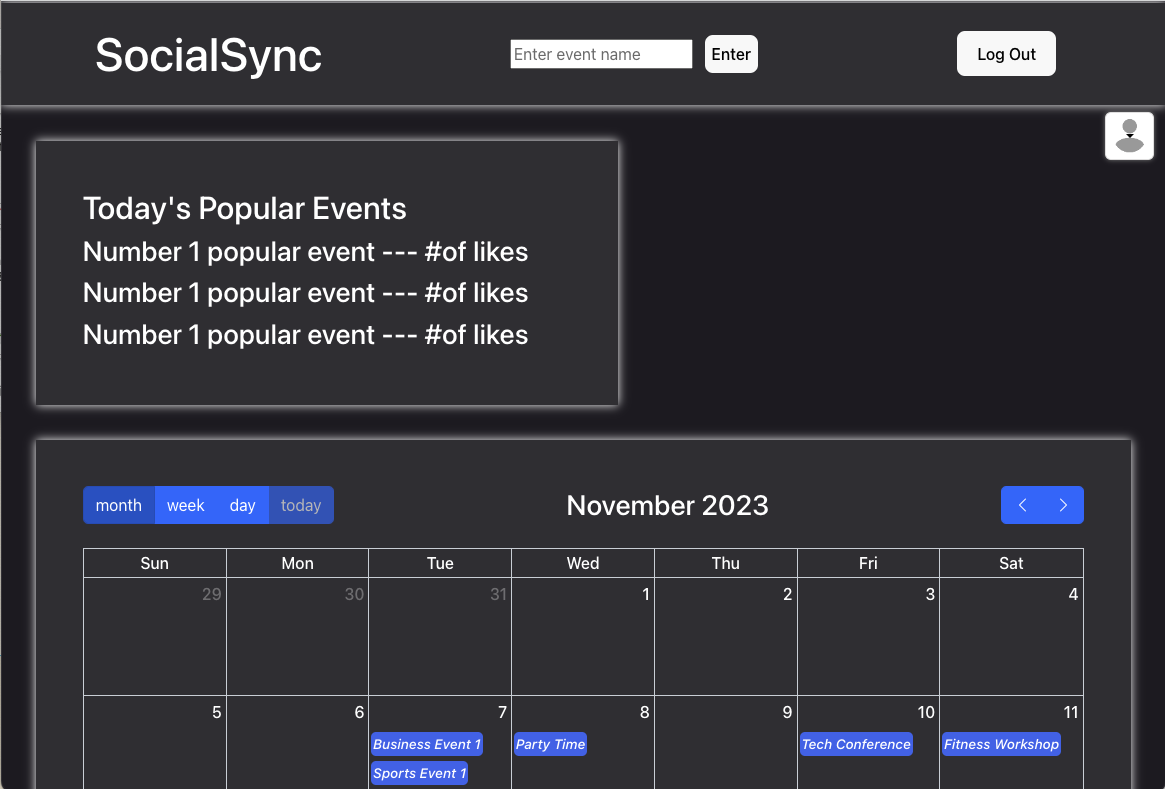 SocialSync
Enter event name
Enter
Log Out
Today's Popular Events
Number 1 popular event --- #of likes
Number 1 popular event --- #of likes
Number 1 popular event --- #of likes
month week day today
November 2023
Sun Mon Tue Wed Thu Fri Sat
29 30 31 1 2 3 4
5 6 7 8 9 10 11
Business Event 1 Party Time Tech Conference Fitness Workshop
Sports Event 1